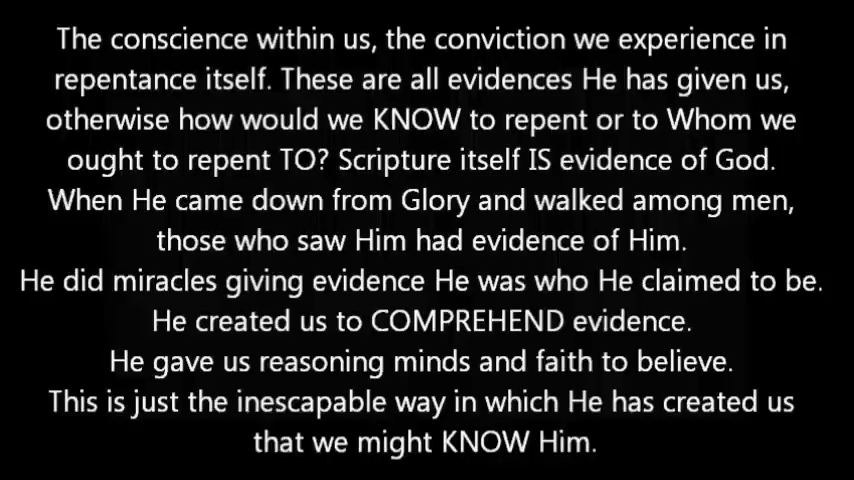 The conscience within us, the conviction we experience in
repentance itself. These are all evidences He has given us,
otherwise how would we KNOW to repent or to Whom we
ought to repent TO? Scripture itself IS evidence of God.
When He came down from Glory and walked among men,
those who saw Him had evidence of Him.
He did miracles giving evidence He was who He claimed to be.
He created us to COMPREHEND evidence.
He gave us reasoning minds and faith to believe.
This is just the inescapable way in which He has created us
that we might KNOW Him.